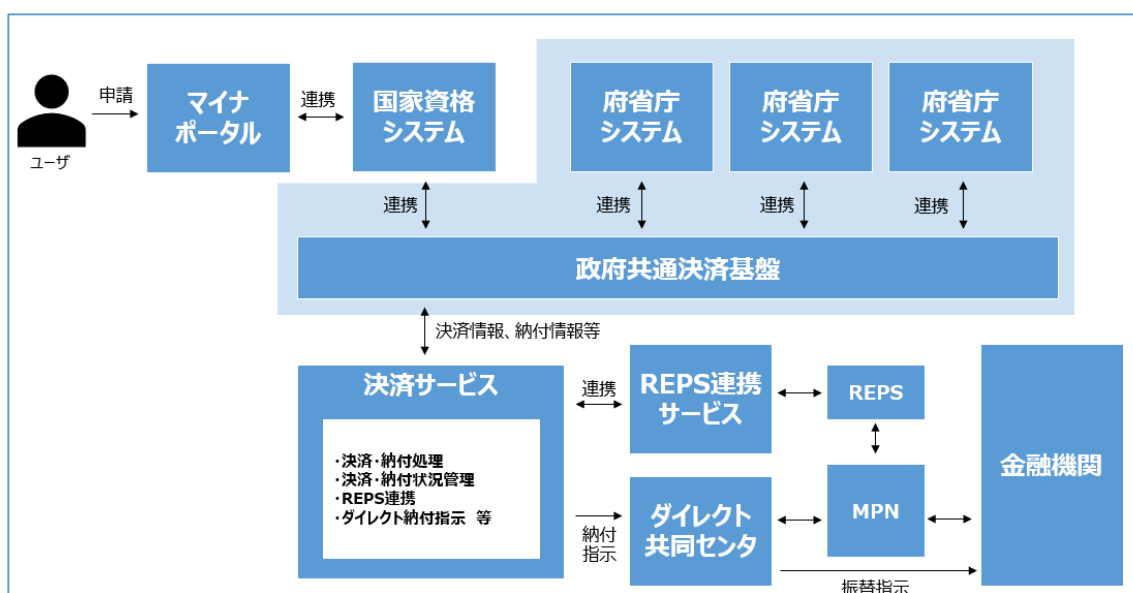 申請
ユーザ
マイナ
ポータル
連携
国家資格
システム
府省庁
システム
府省庁
システム
府省庁
システム
連携
連携
連携
連携
政府共通決済基盤
決済情報、納付情報等
決済サービス
・決済・納付処理
・決済・納付状況管理
・REPS連携
・ダイレクト納付指示 等
連携
REPS連携
サービス
REPS
金融機関
納付
指示
ダイレクト
共同センタ
MPN
振替指示